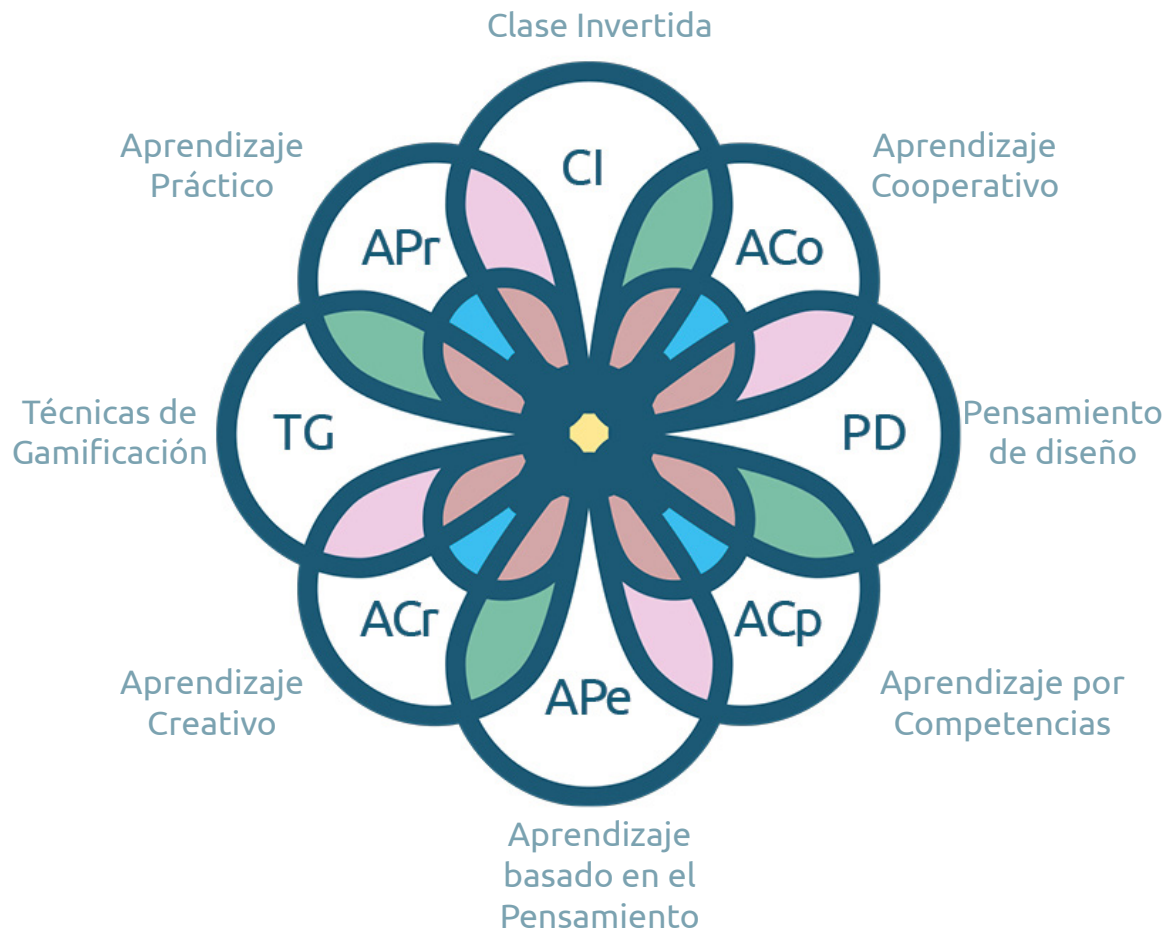 Clase Invertida
Aprendizaje
Práctico
Aprendizaje
Cooperativo
CI
APr
ACo
Técnicas de
Gamificación
TG
PD
Pensamiento
de diseño
ACr
ACp
APe
Aprendizaje
Creativo
Aprendizaje por
Competencias
Aprendizaje
basado en el
Pensamiento